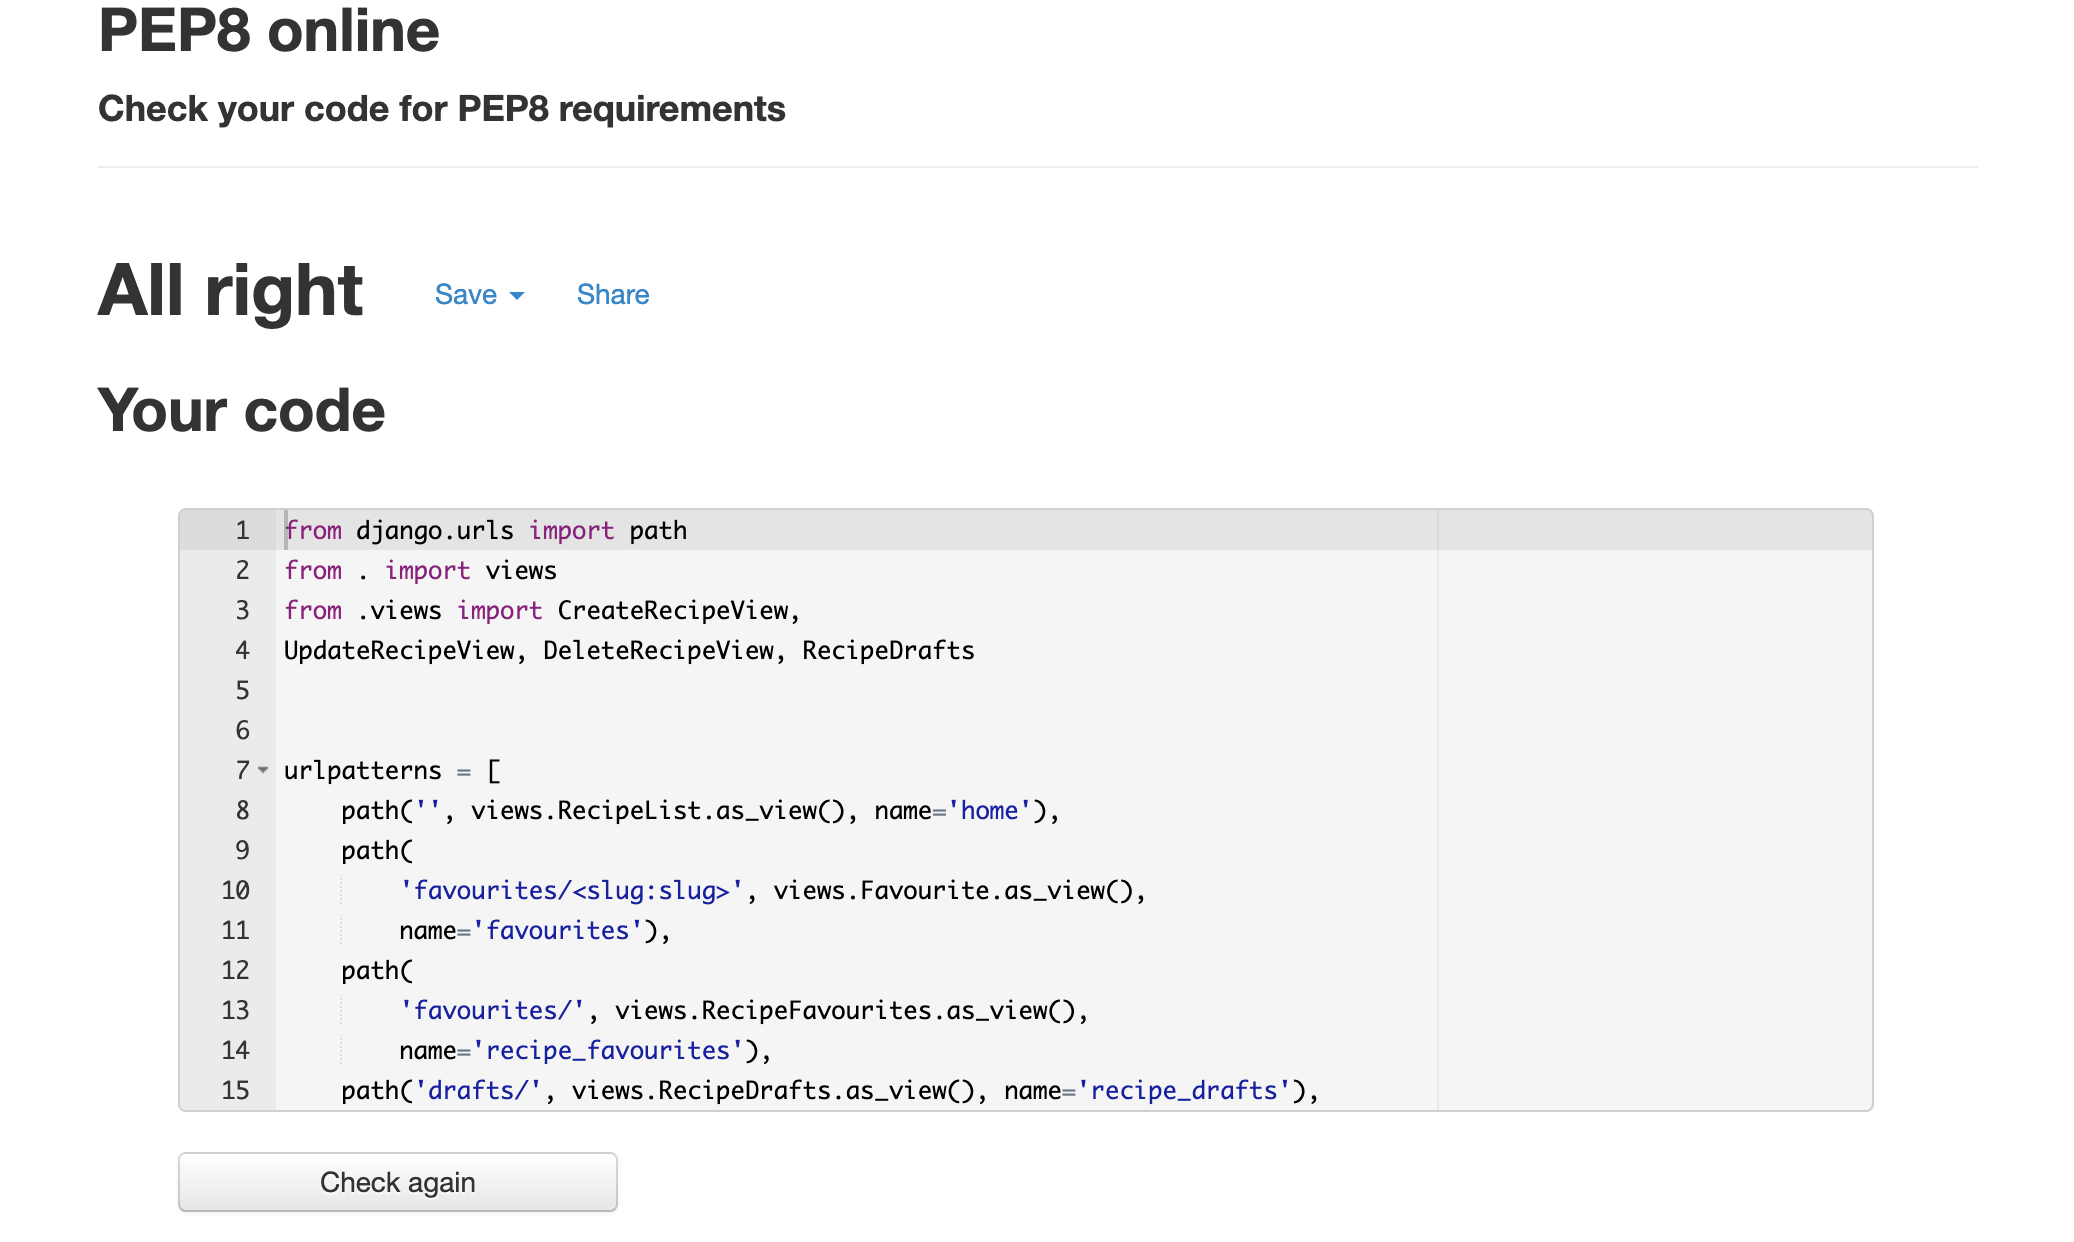 PEP8 online
Check your code for PEP8 requirements
All right Save Share
Your code
1 from django.urls import path
2 from . import views
3 from .views import CreateRecipeView,
4 UpdateRecipeView, DeleteRecipeView, RecipeDrafts
5
6
7 urlpatterns = [
8     path('', views.RecipeList.as_view(), name='home'),
9     path(
10         'favourites/<slug:slug>', views.Favourite.as_view(),
11         name='favourites'),
12     path(
13         'favourites/', views.RecipeFavourites.as_view(),
14         name='recipe_favourites'),
15     path('drafts/', views.RecipeDrafts.as_view(), name='recipe_drafts'),
Check again